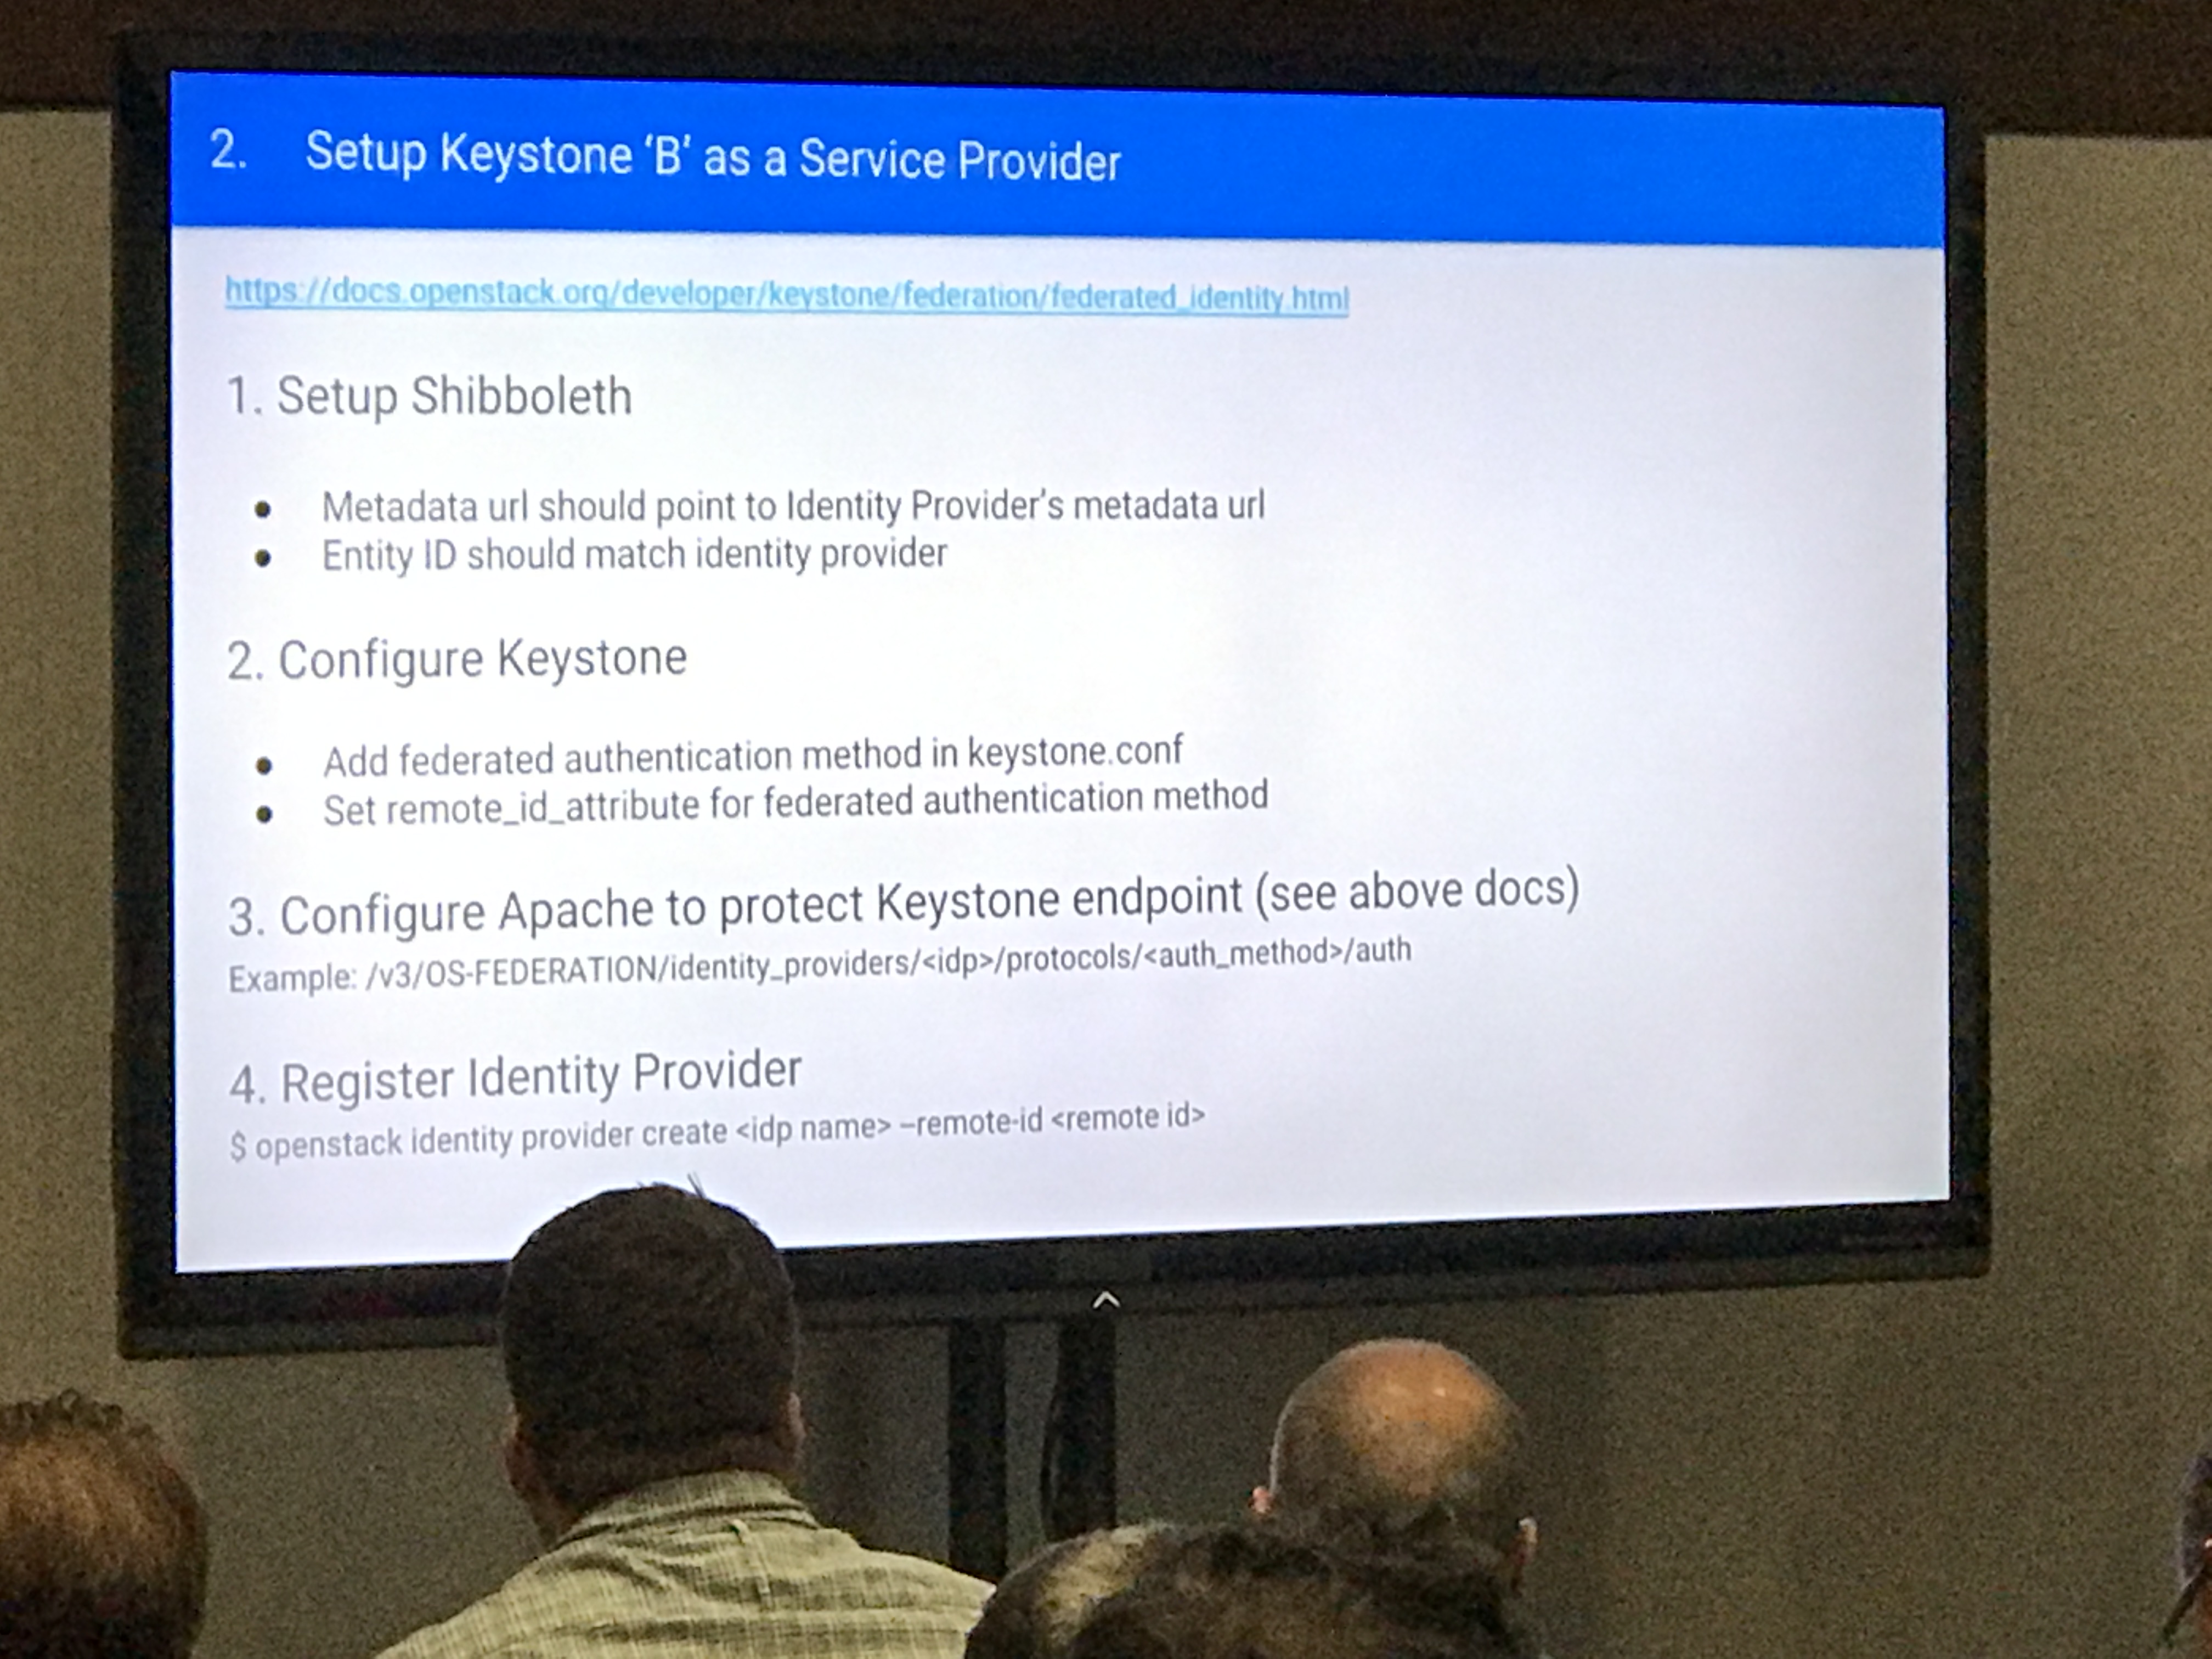 2. Setup Keystone ‘B’ as a Service Provider
https://docs.openstack.org/developer/keystone/federation/federated_identity.html
1. Setup Shibboleth
● Metadata url should point to Identity Provider's metadata url
● Entity ID should match identity provider
2. Configure Keystone
● Add federated authentication method in keystone.conf
● Set remote_id_attribute for federated authentication method
3. Configure Apache to protect Keystone endpoint (see above docs)
Example: /v3/OS-FEDERATION/identity_providers/<idp>/protocols/<auth_method>/auth
4. Register Identity Provider
$ openstack identity provider create <idp name> –remote-id <remote id>